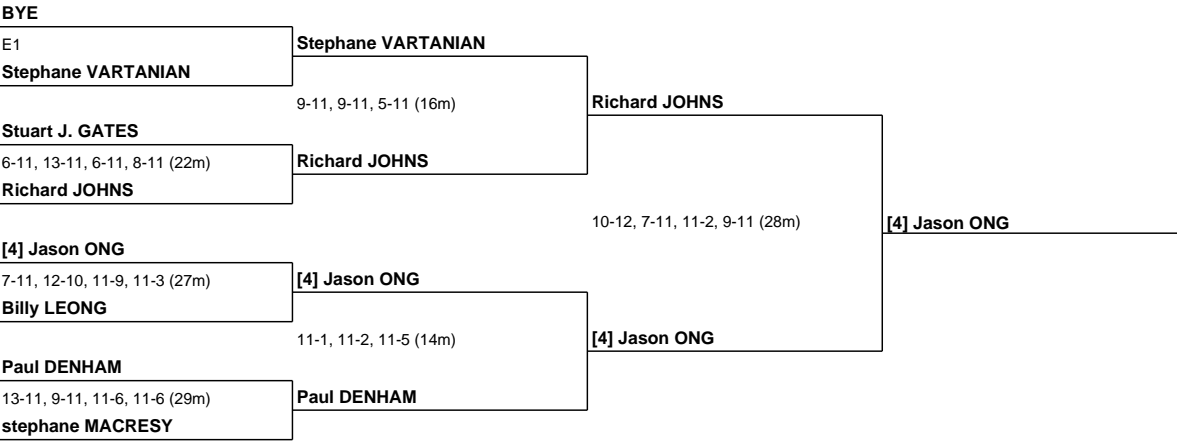 BYE
E1
Stephane VARTANIAN
Stephane VARTANIAN
9-11, 9-11, 5-11 (16m)
Richard JOHNS
Stuart J. GATES
6-11, 13-11, 6-11, 8-11 (22m)
Richard JOHNS
Richard JOHNS
10-12, 7-11, 11-2, 9-11 (28m)
[4] Jason ONG
[4] Jason ONG
7-11, 12-10, 11-9, 11-3 (27m)
[4] Jason ONG
Billy LEONG
11-1, 11-2, 11-5 (14m)
[4] Jason ONG
Paul DENHAM
13-11, 9-11, 11-6, 11-6 (29m)
Paul DENHAM
stephane MACRESY